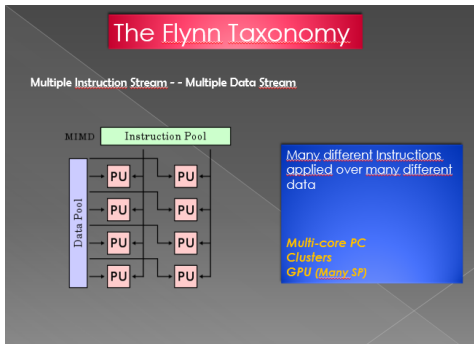 The Flynn Taxonomy
Multiple Instruction Stream - - Multiple Data Stream
MIMD
Instruction Pool
Data Pool
PU
PU
PU
PU
PU
PU
PU
PU
Many different Instructions
applied over many different
data
Multi-core PC
Clusters
GPU (Many SP)